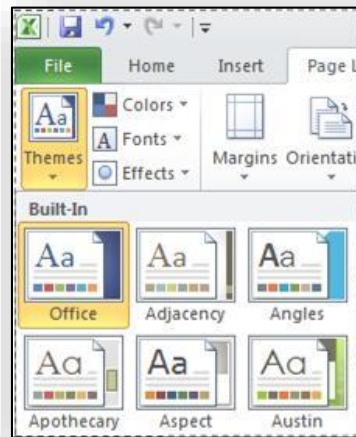 File Home Insert Page L
Aa Colors
A Fonts
Themes Effects Margins Orientati
Built-In
Aa Aa Aa
Office Adjacency Angles
Aa Aa Aa
Apothecary Aspect Austin